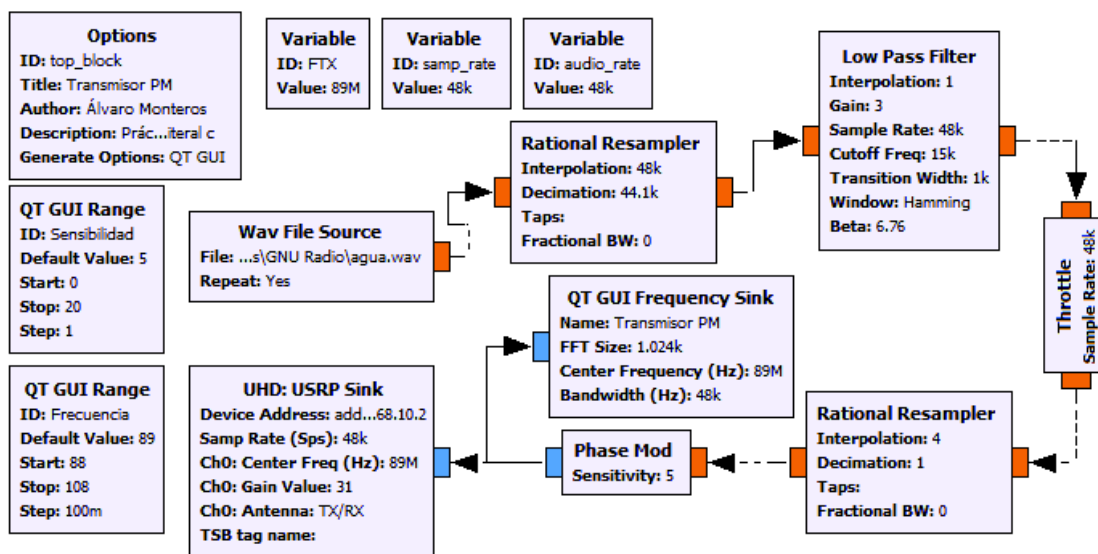 Options
ID: top_block
Title: Transmisor PM
Author: Álvaro Monteros
Description: Prác...iteral c
Generate Options: QT GUI
Variable
ID: FTX
Value: 89M
Variable
ID: samp_rate
Value: 48k
Variable
ID: audio_rate
Value: 48k
Low Pass Filter
Interpolation: 1
Gain: 3
Sample Rate: 48k
Cutoff Freq: 15k
Transition Width: 1k
Window: Hamming
Beta: 6.76
Rational Resampler
Interpolation: 48k
Decimation: 44.1k
Taps:
Fractional BW: 0
QT GUI Range
ID: Sensibilidad
Default Value: 5
Start: 0
Stop: 20
Step: 1
Wav File Source
File: ...s\GNU Radio\agua.wav
Repeat: Yes
Throttle
Sample Rate: 48k
QT GUI Frequency Sink
Name: Transmisor PM
FFT Size: 1.024k
Center Frequency (Hz): 89M
Bandwidth (Hz): 48k
QT GUI Range
ID: Frecuencia
Default Value: 89
Start: 88
Stop: 108
Step: 100m
UHD: USRP Sink
Device Address: add...68.10.2
Samp Rate (Sps): 48k
Ch0: Center Freq (Hz): 89M
Ch0: Gain Value: 31
Ch0: Antenna: TX/RX
TSB tag name:
Phase Mod
Sensitivity: 5
Rational Resampler
Interpolation: 4
Decimation: 1
Taps:
Fractional BW: 0